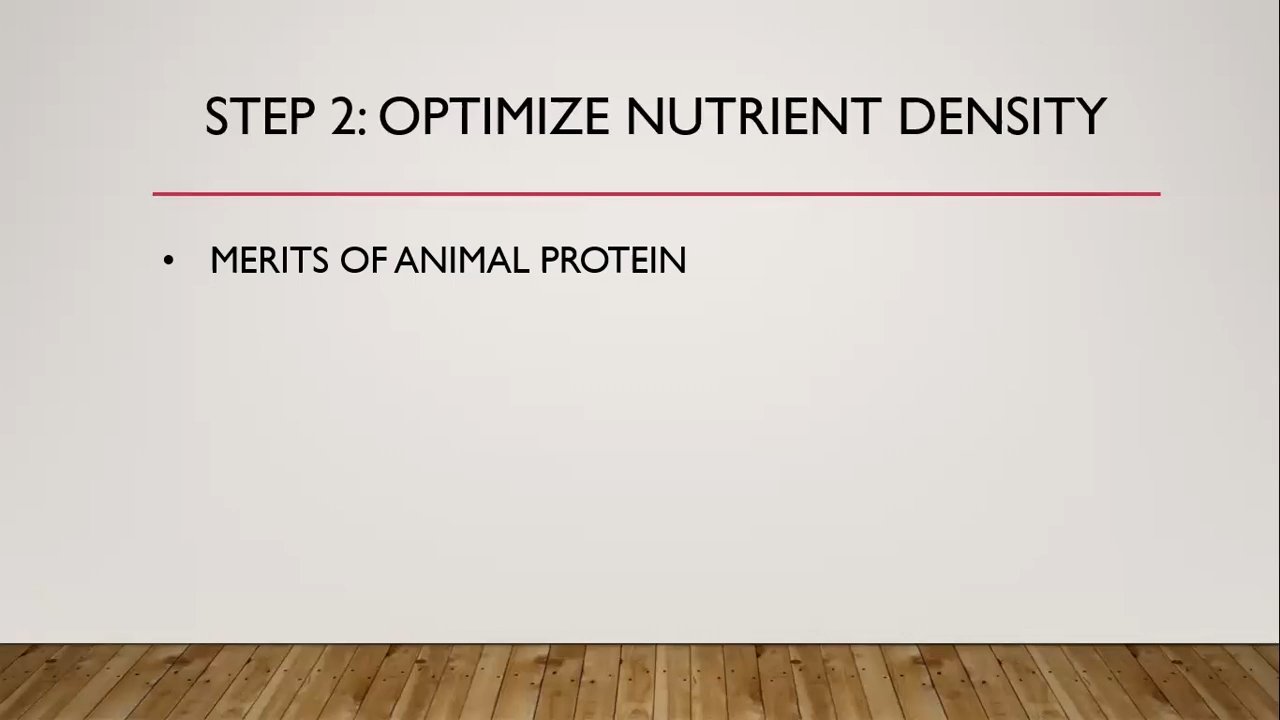 STEP 2: OPTIMIZE NUTRIENT DENSITY
• MERITS OF ANIMAL PROTEIN